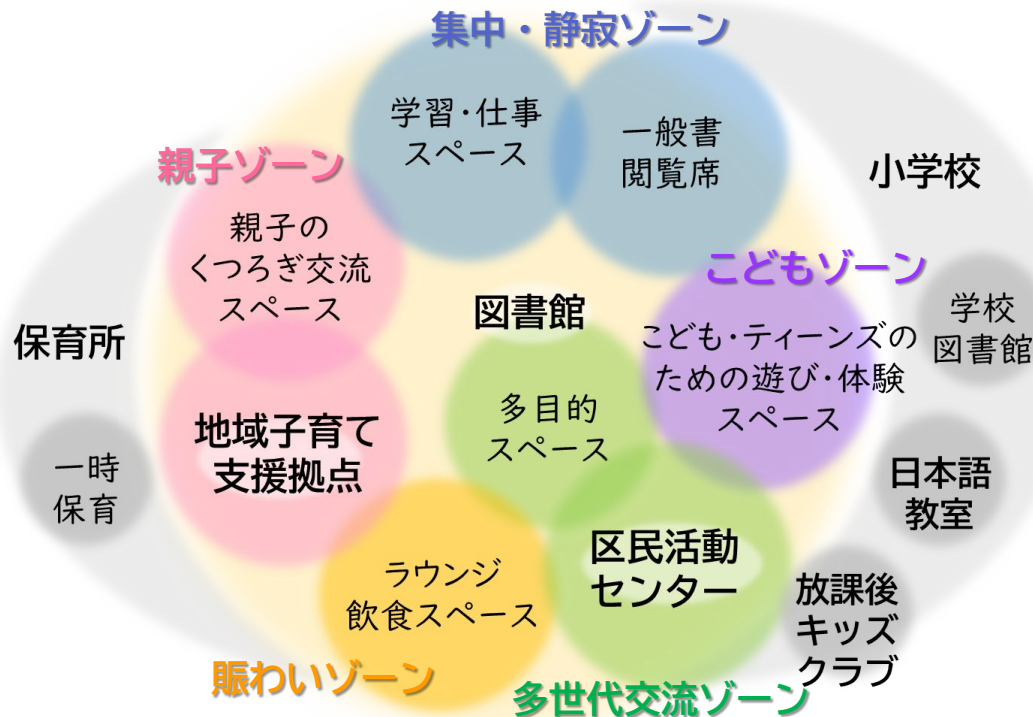 集中・静寂ゾーン
学習・仕事
スペース
一般書
閲覧席
小学校
親子ゾーン
親子の
くつろぎ交流
スペース
こどもゾーン
こども・ティーンズの
ための遊び・体験
スペース
学校
図書館
図書館
保育所
多目的
スペース
地域子育て
支援拠点
一時
保育
日本語
教室
区民活動
センター
ラウンジ
飲食スペース
放課後
キッズ
クラブ
賑わいゾーン
多世代交流ゾーン